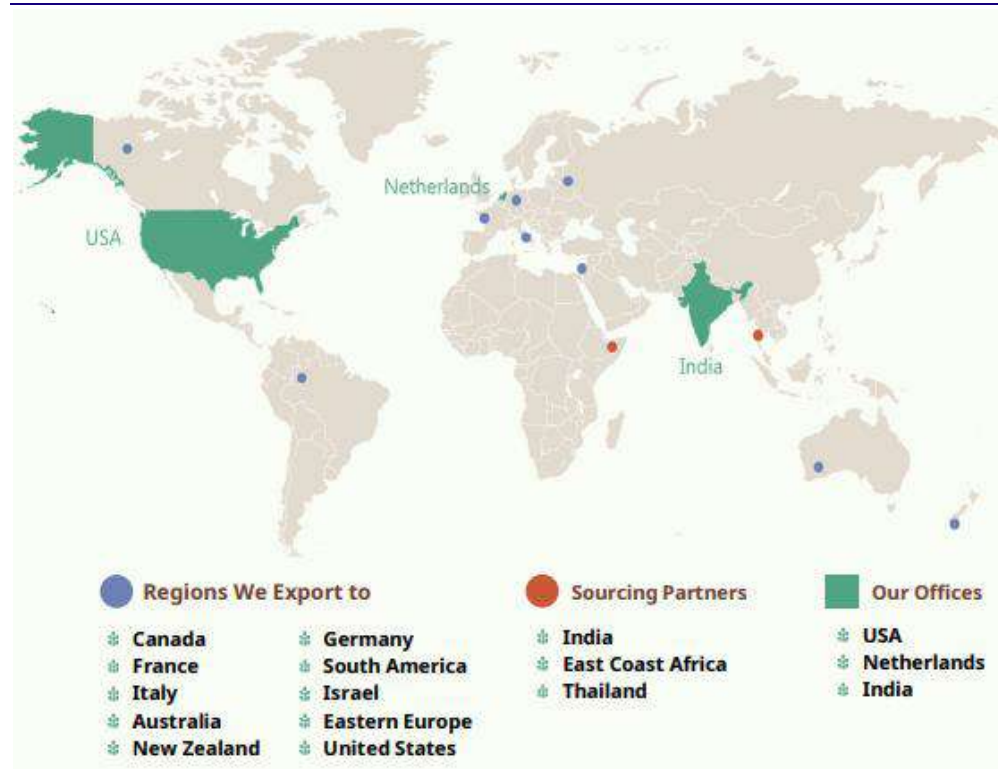 Netherlands
USA
India
Regions We Export to
Canada
France
Italy
Australia
New Zealand
Germany
South America
Israel
Eastern Europe
United States
Sourcing Partners
India
East Coast Africa
Thailand
Our Offices
USA
Netherlands
India